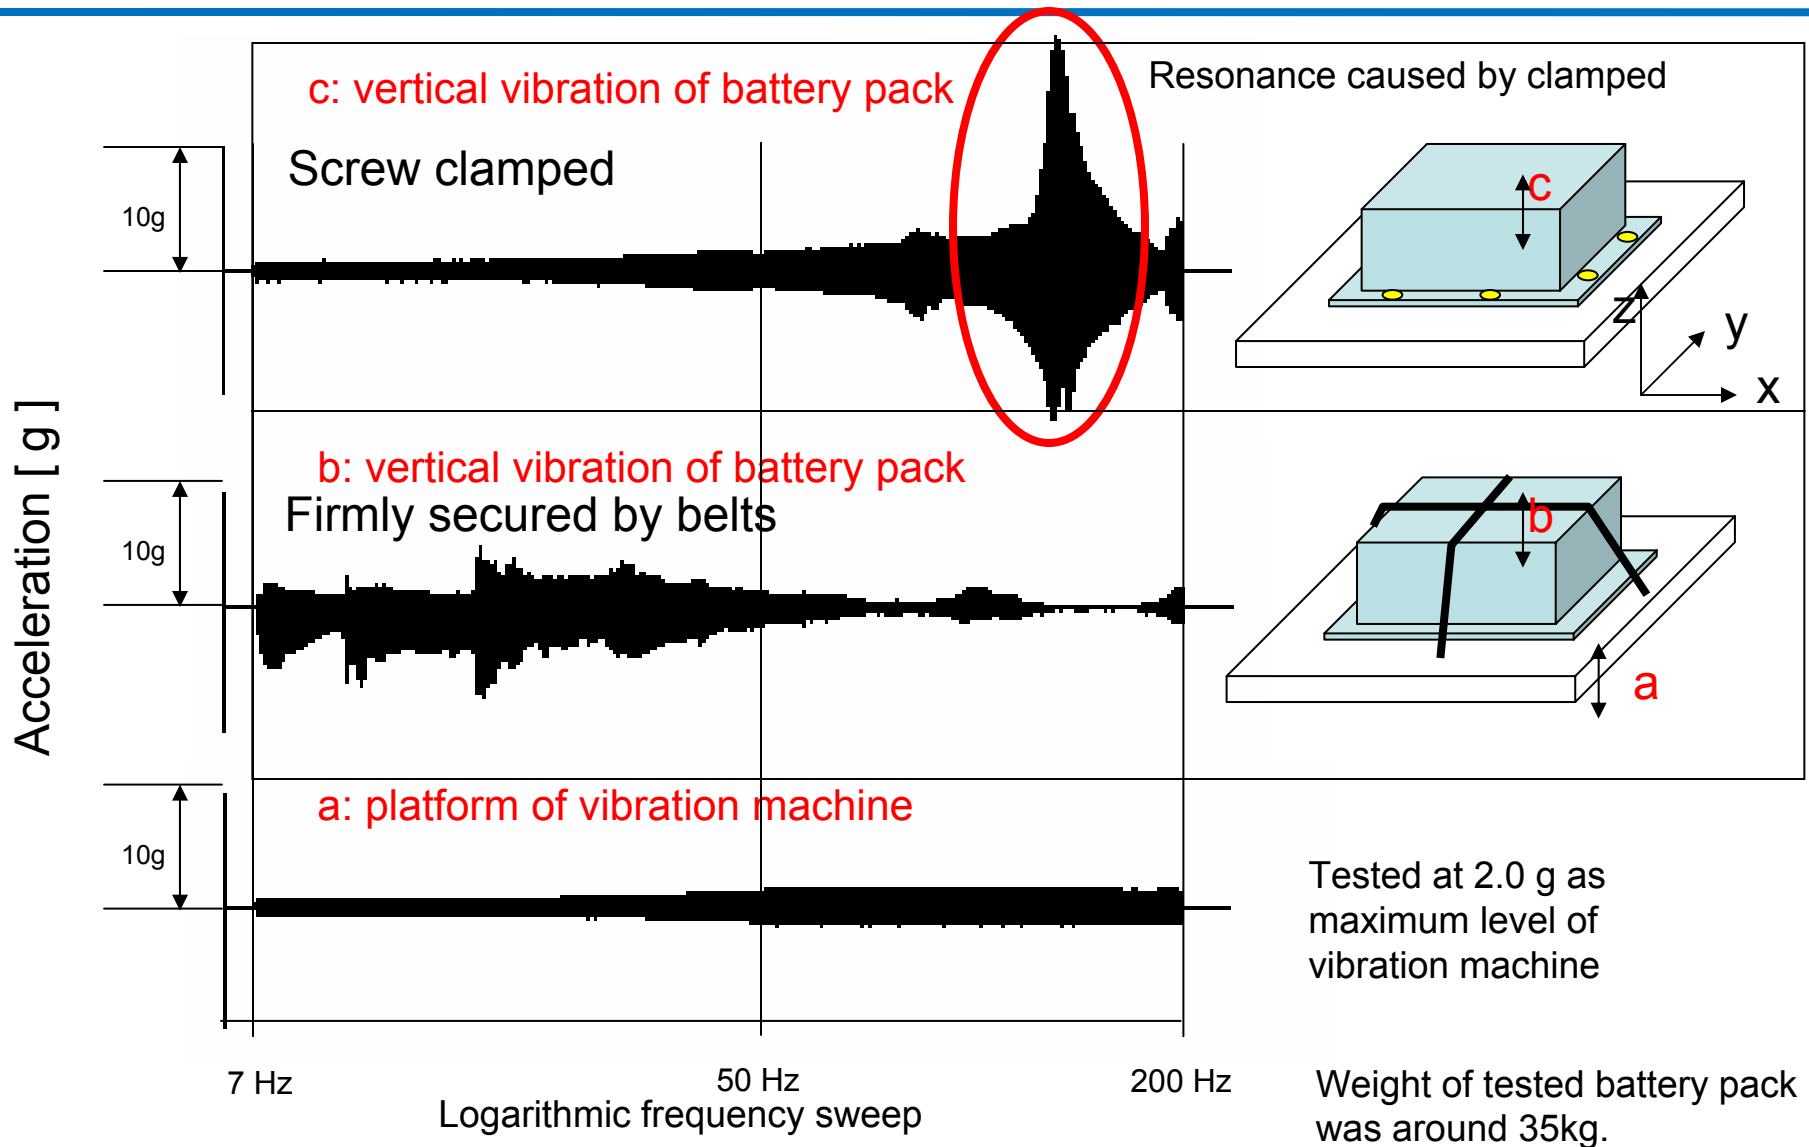 c: vertical vibration of battery pack
Resonance caused by clamped
Screw clamped
10g
c
z
y
x
Acceleration [ g ]
b: vertical vibration of battery pack
Firmly secured by belts
10g
b
a
a: platform of vibration machine
10g
Tested at 2.0 g as
maximum level of
vibration machine
7 Hz
50 Hz
200 Hz
Logarithmic frequency sweep
Weight of tested battery pack
was around 35kg.